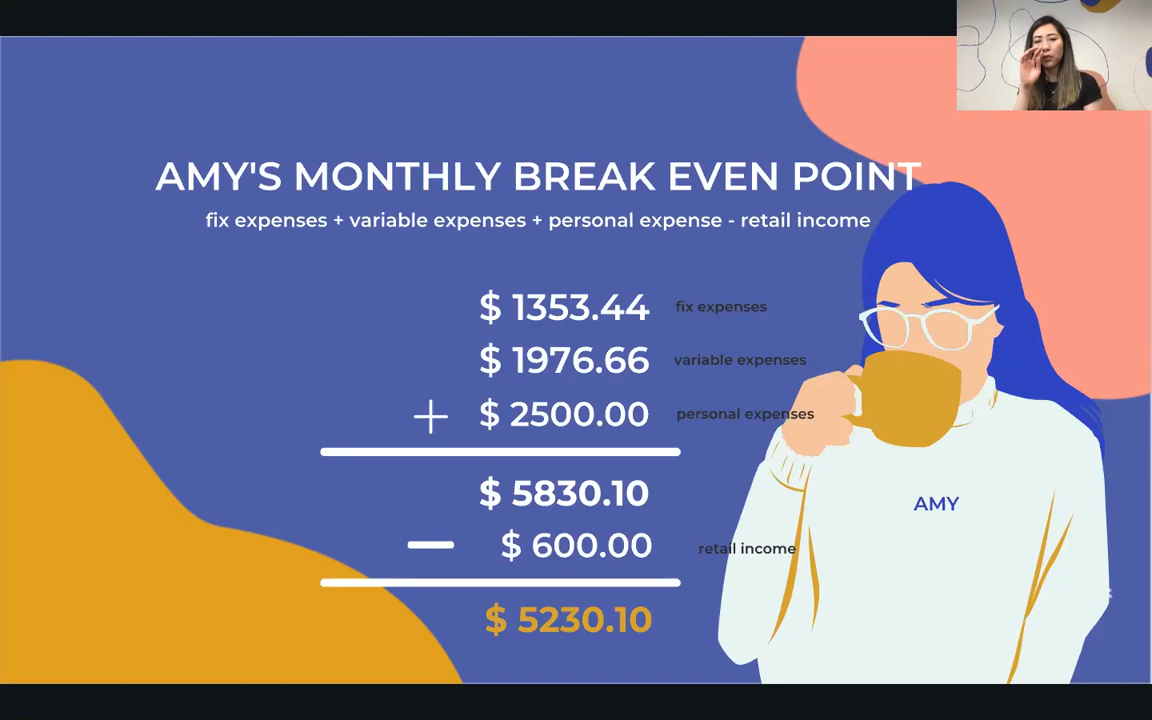 AMY'S MONTHLY BREAK EVEN POINT
fix expenses + variable expenses + personal expense - retail income
$ 1353.44 fix expenses
$ 1976.66 variable expenses
+ $ 2500.00 personal expenses
$ 5830.10
AMY
— $ 600.00 retail income
$ 5230.10